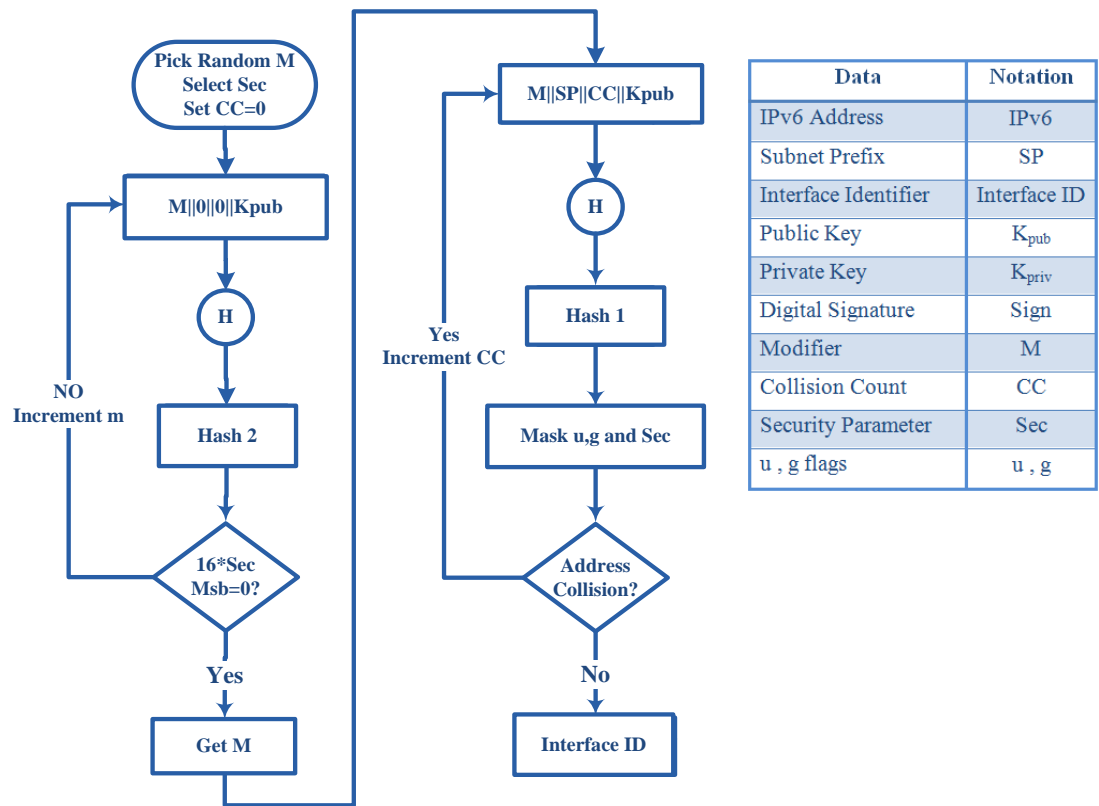 Pick Random M
Select Sec
Set CC=0
M||0||0||Kpub
H
Hash 2
NO
Increment m
16*Sec
Msb=0?
Yes
Get M
M||SP||CC||Kpub
H
Hash 1
Yes
Increment CC
Mask u,g and Sec
Address
Collision?
No
Interface ID
Data Notation
IPv6 Address IPv6
Subnet Prefix SP
Interface Identifier Interface ID
Public Key Kpub
Private Key Kpriv
Digital Signature Sign
Modifier M
Collision Count CC
Security Parameter Sec
u , g flags u , g